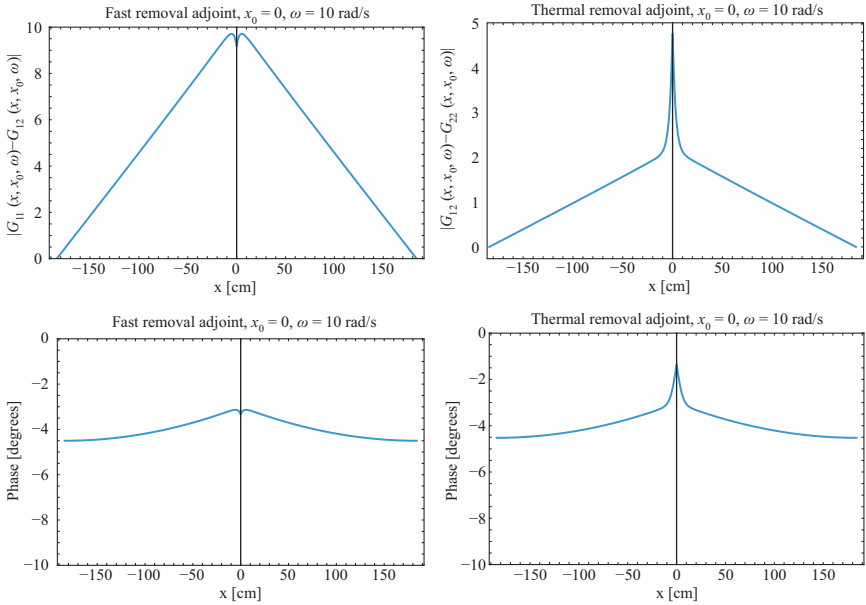 Fast removal adjoint, x₀ = 0, ω = 10 rad/s
|G₁₁ (x, x₀, ω)−G₁₂ (x, x₀, ω)|
10
8
6
4
2
0
−150 −100 −50 0 50 100 150
x [cm]
Thermal removal adjoint, x₀ = 0, ω = 10 rad/s
|G₁₂ (x, x₀, ω)−G₂₂ (x, x₀, ω)|
5
4
3
2
1
0
−150 −100 −50 0 50 100 150
x [cm]
Fast removal adjoint, x₀ = 0, ω = 10 rad/s
Phase [degrees]
0
−2
−4
−6
−8
−10
−150 −100 −50 0 50 100 150
x [cm]
Thermal removal adjoint, x₀ = 0, ω = 10 rad/s
Phase [degrees]
0
−2
−4
−6
−8
−10
−150 −100 −50 0 50 100 150
x [cm]